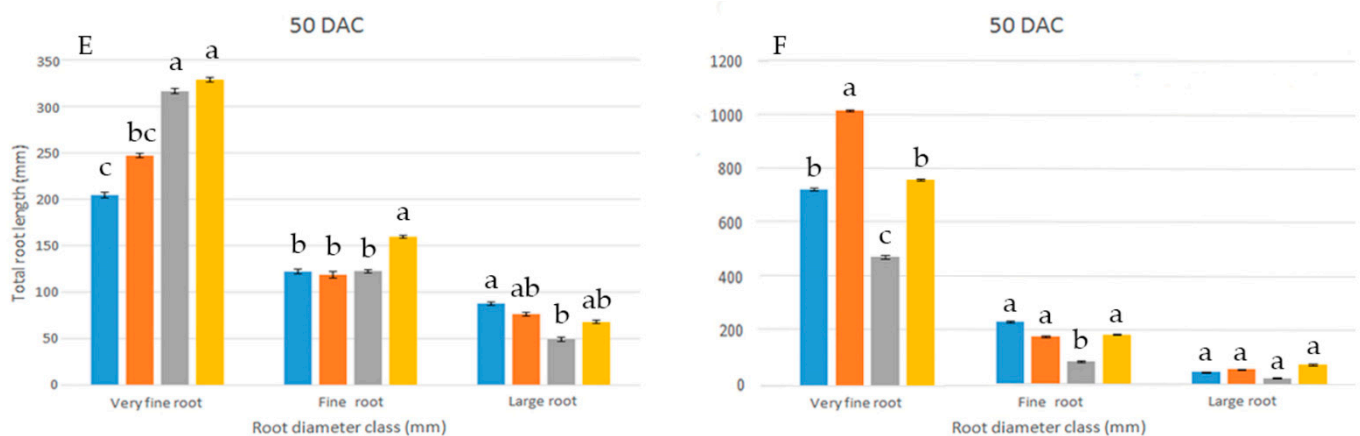 50 DAC
E
350
300
250
200
150
100
50
0
Total root length (mm)
c bc a a
b b b a
a ab b ab
Very fine root Fine root Large root
Root diameter class (mm)
50 DAC
F
1200
1000
800
600
400
200
0
b a c b
a a b a
a a a a
Very fine root Fine root Large root
Root diameter class (mm)